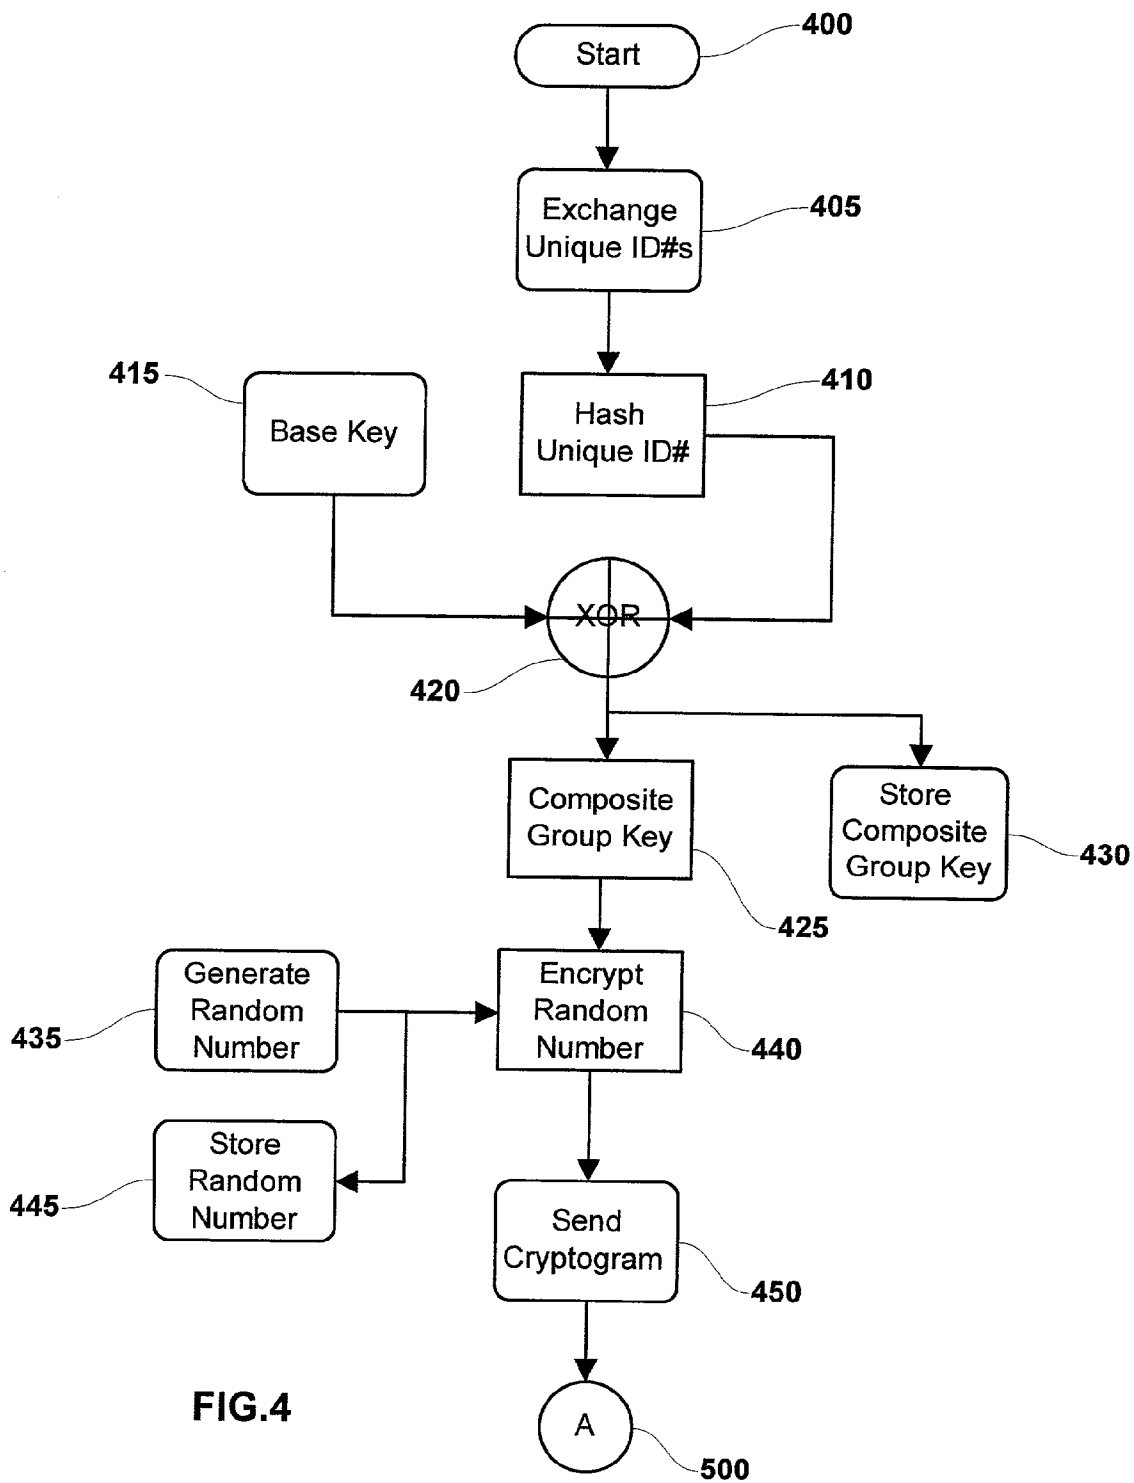 400
Start
405
Exchange
Unique ID#s
415
Base Key
410
Hash
Unique ID#
XOR
420
Composite
Group Key
425
Store
Composite
Group Key
430
Generate
Random
Number
435
Encrypt
Random
Number
440
Store
Random
Number
445
Send
Cryptogram
450
A
500
FIG.4